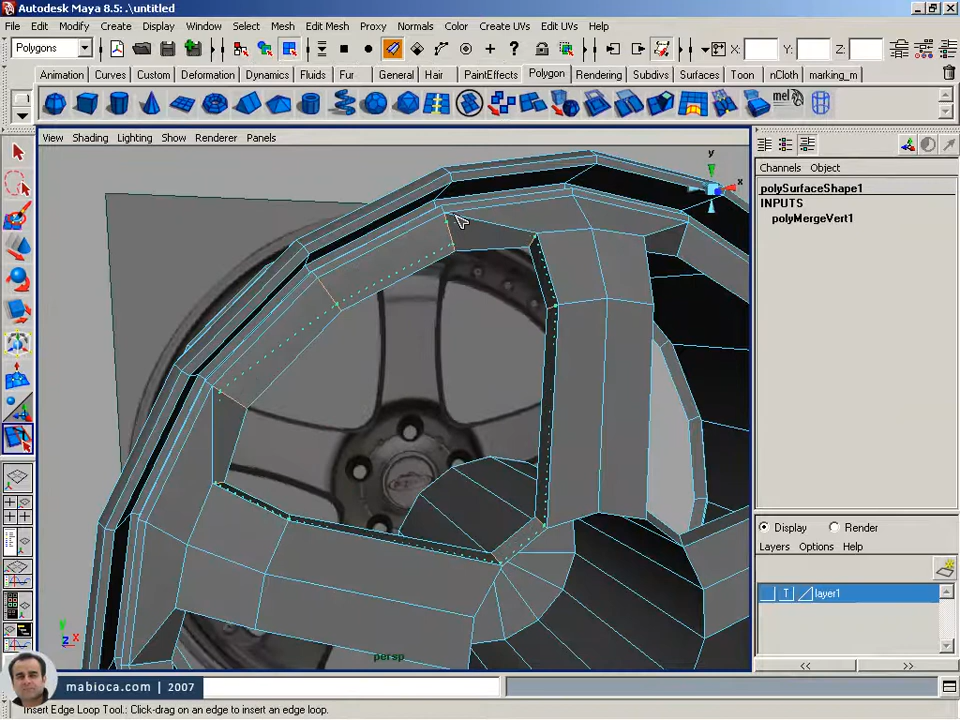 Autodesk Maya 8.5: .\untitled
File Edit Modify Create Display Window Select Mesh Edit Mesh Proxy Normals Color Create UVs Edit UVs Help
Polygons X: Y: Z:
Animation Curves Custom Deformation Dynamics Fluids Fur General Hair PaintEffects Polygon Rendering Subdivs Surfaces Toon nCloth marking_m
mel
View Shading Lighting Show Renderer Panels
Channels Object
polySurfaceShape1
INPUTS
polyMergeVert1
y
x
Display Render
Layers Options Help
T layer1
y
z x
persp
<< >>
mabioca.com | 2007
Insert Edge Loop Tool: Click-drag on an edge to insert an edge loop.